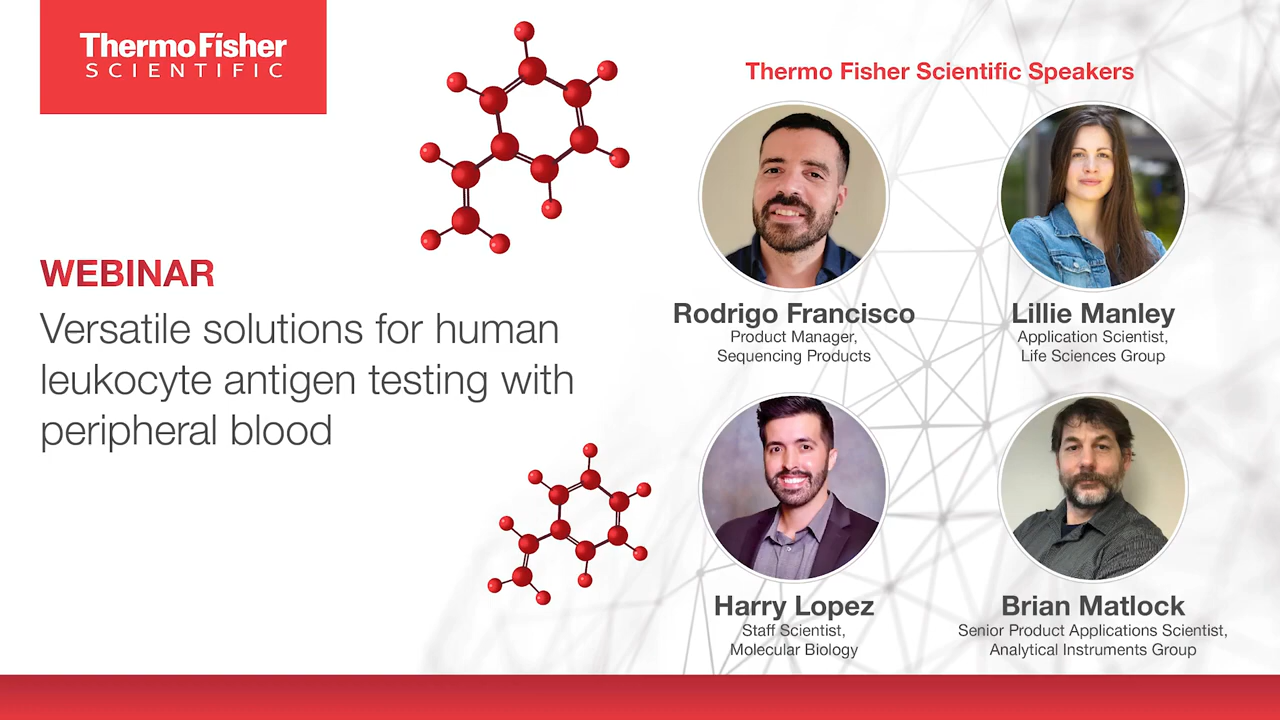 ThermoFisher
SCIENTIFIC
WEBINAR
Versatile solutions for human
leukocyte antigen testing with
peripheral blood
Thermo Fisher Scientific Speakers
Rodrigo Francisco
Product Manager,
Sequencing Products
Lillie Manley
Application Scientist,
Life Sciences Group
Harry Lopez
Staff Scientist,
Molecular Biology
Brian Matlock
Senior Product Applications Scientist,
Analytical Instruments Group